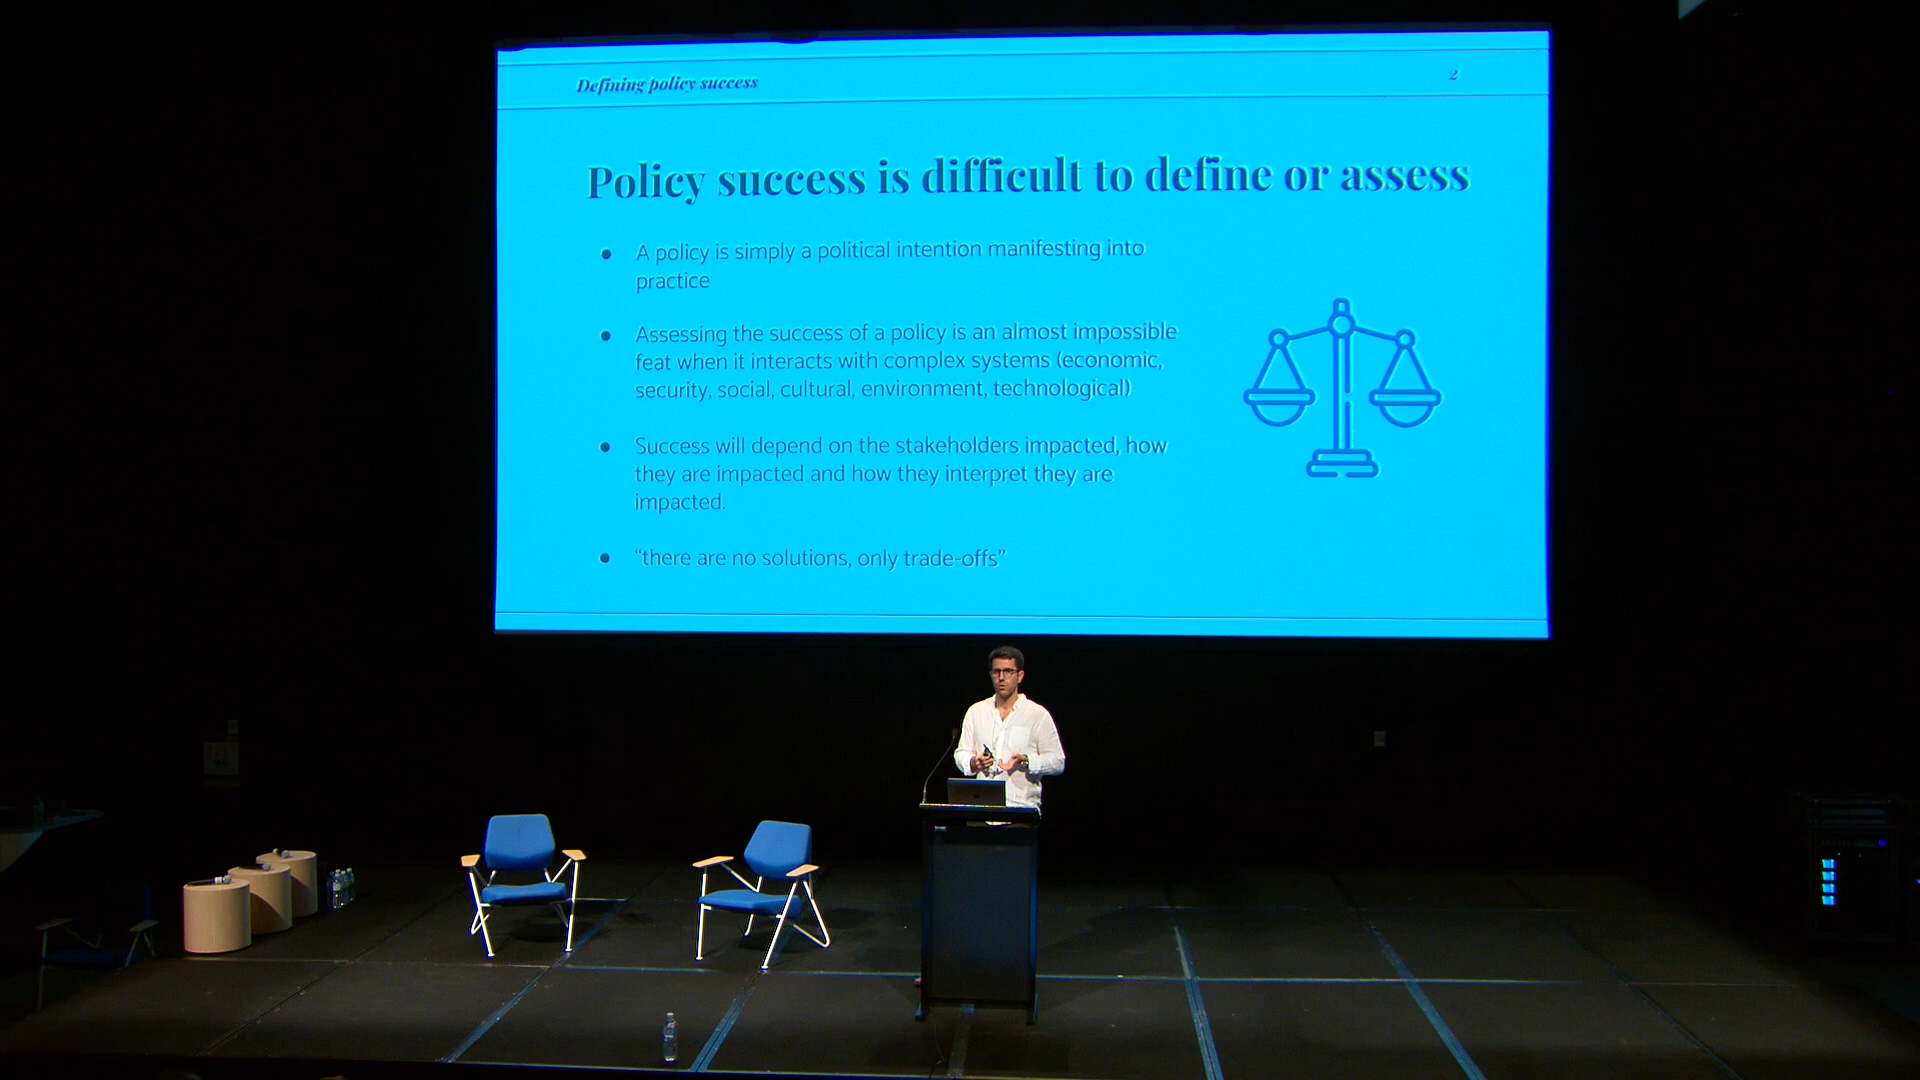 Defining policy success
2
Policy success is difficult to define or assess
A policy is simply a political intention manifesting into
practice
Assessing the success of a policy is an almost impossible
feat when it interacts with complex systems (economic,
security, social, cultural, environment, technological)
Success will depend on the stakeholders impacted, how
they are impacted and how they interpret they are
impacted.
“there are no solutions, only trade-offs”